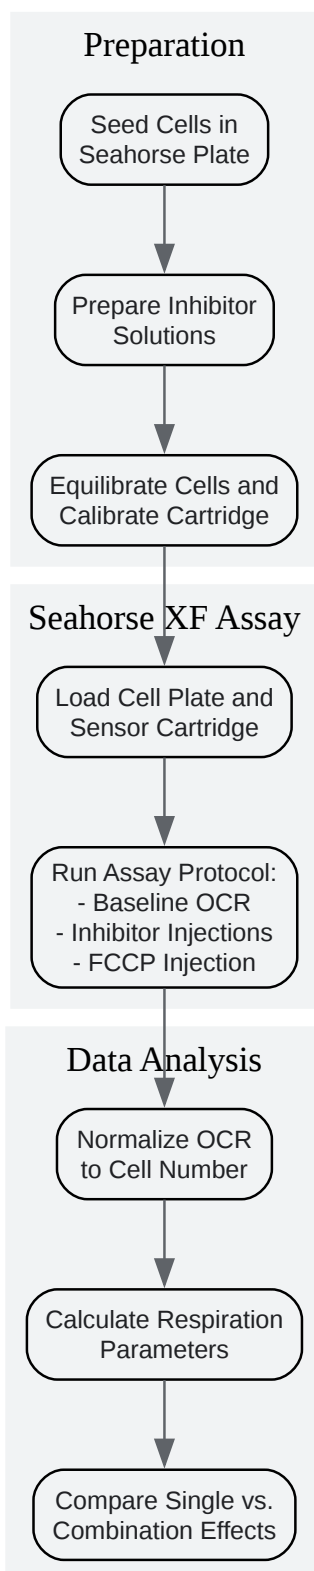 Preparation
Seed Cells in
Seahorse Plate
Prepare Inhibitor
Solutions
Equilibrate Cells and
Calibrate Cartridge
Seahorse XF Assay
Load Cell Plate and
Sensor Cartridge
Run Assay Protocol:
- Baseline OCR
- Inhibitor Injections
- FCCP Injection
Data Analysis
Normalize OCR
to Cell Number
Calculate Respiration
Parameters
Compare Single vs.
Combination Effects